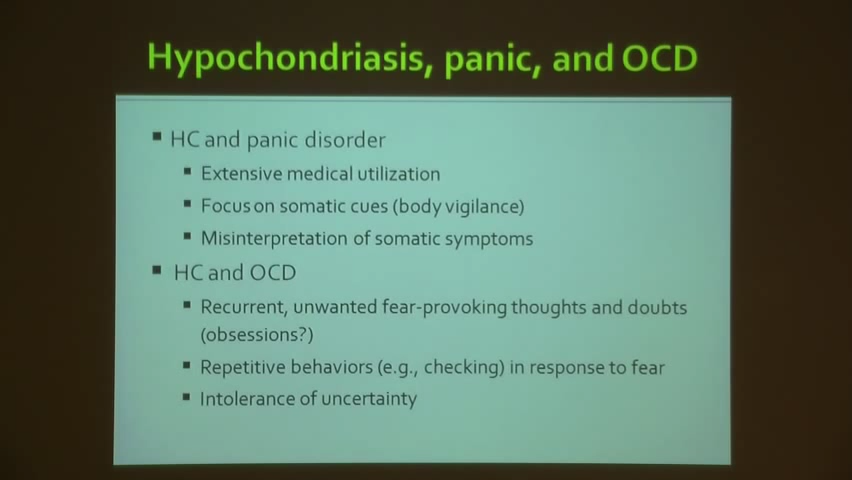 Hypochondriasis, panic, and OCD
▪ HC and panic disorder
▪ Extensive medical utilization
▪ Focus on somatic cues (body vigilance)
▪ Misinterpretation of somatic symptoms
▪ HC and OCD
▪ Recurrent, unwanted fear-provoking thoughts and doubts
(obsessions?)
▪ Repetitive behaviors (e.g., checking) in response to fear
▪ Intolerance of uncertainty